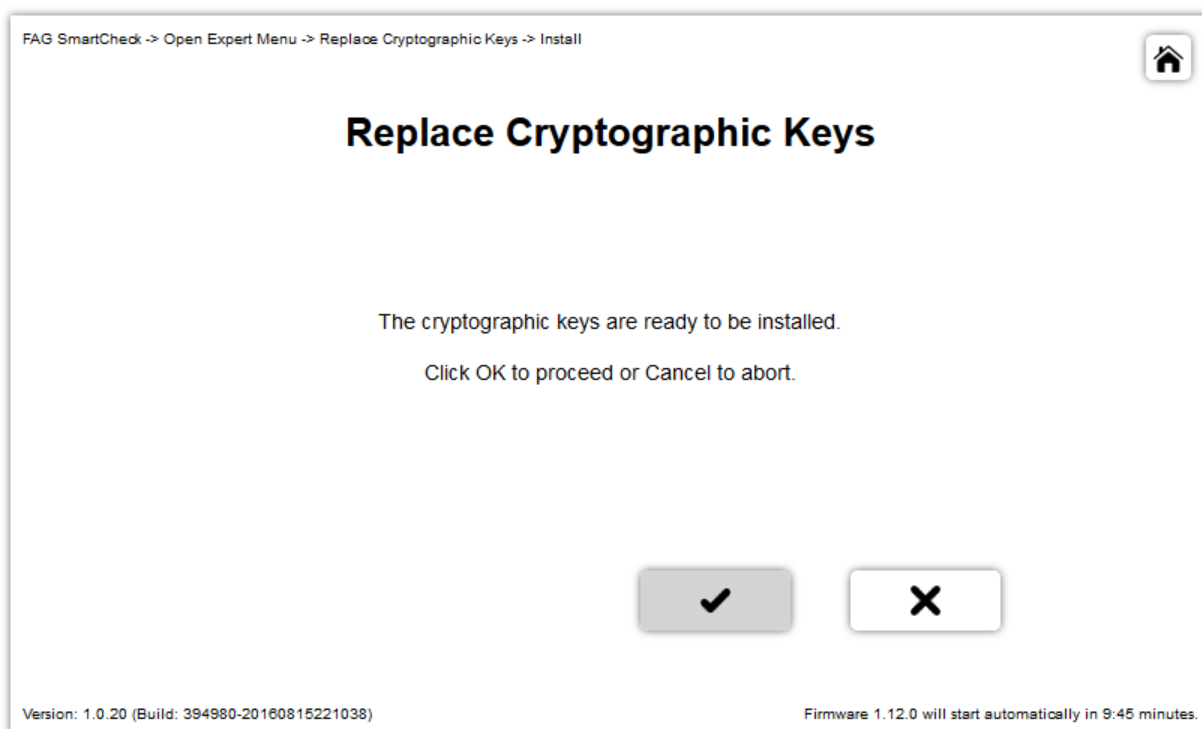 FAG SmartCheck -> Open Expert Menu -> Replace Cryptographic Keys -> Install
Replace Cryptographic Keys
The cryptographic keys are ready to be installed.
Click OK to proceed or Cancel to abort.
Version: 1.0.20 (Build: 394980-20160815221038)
Firmware 1.12.0 will start automatically in 9:45 minutes.